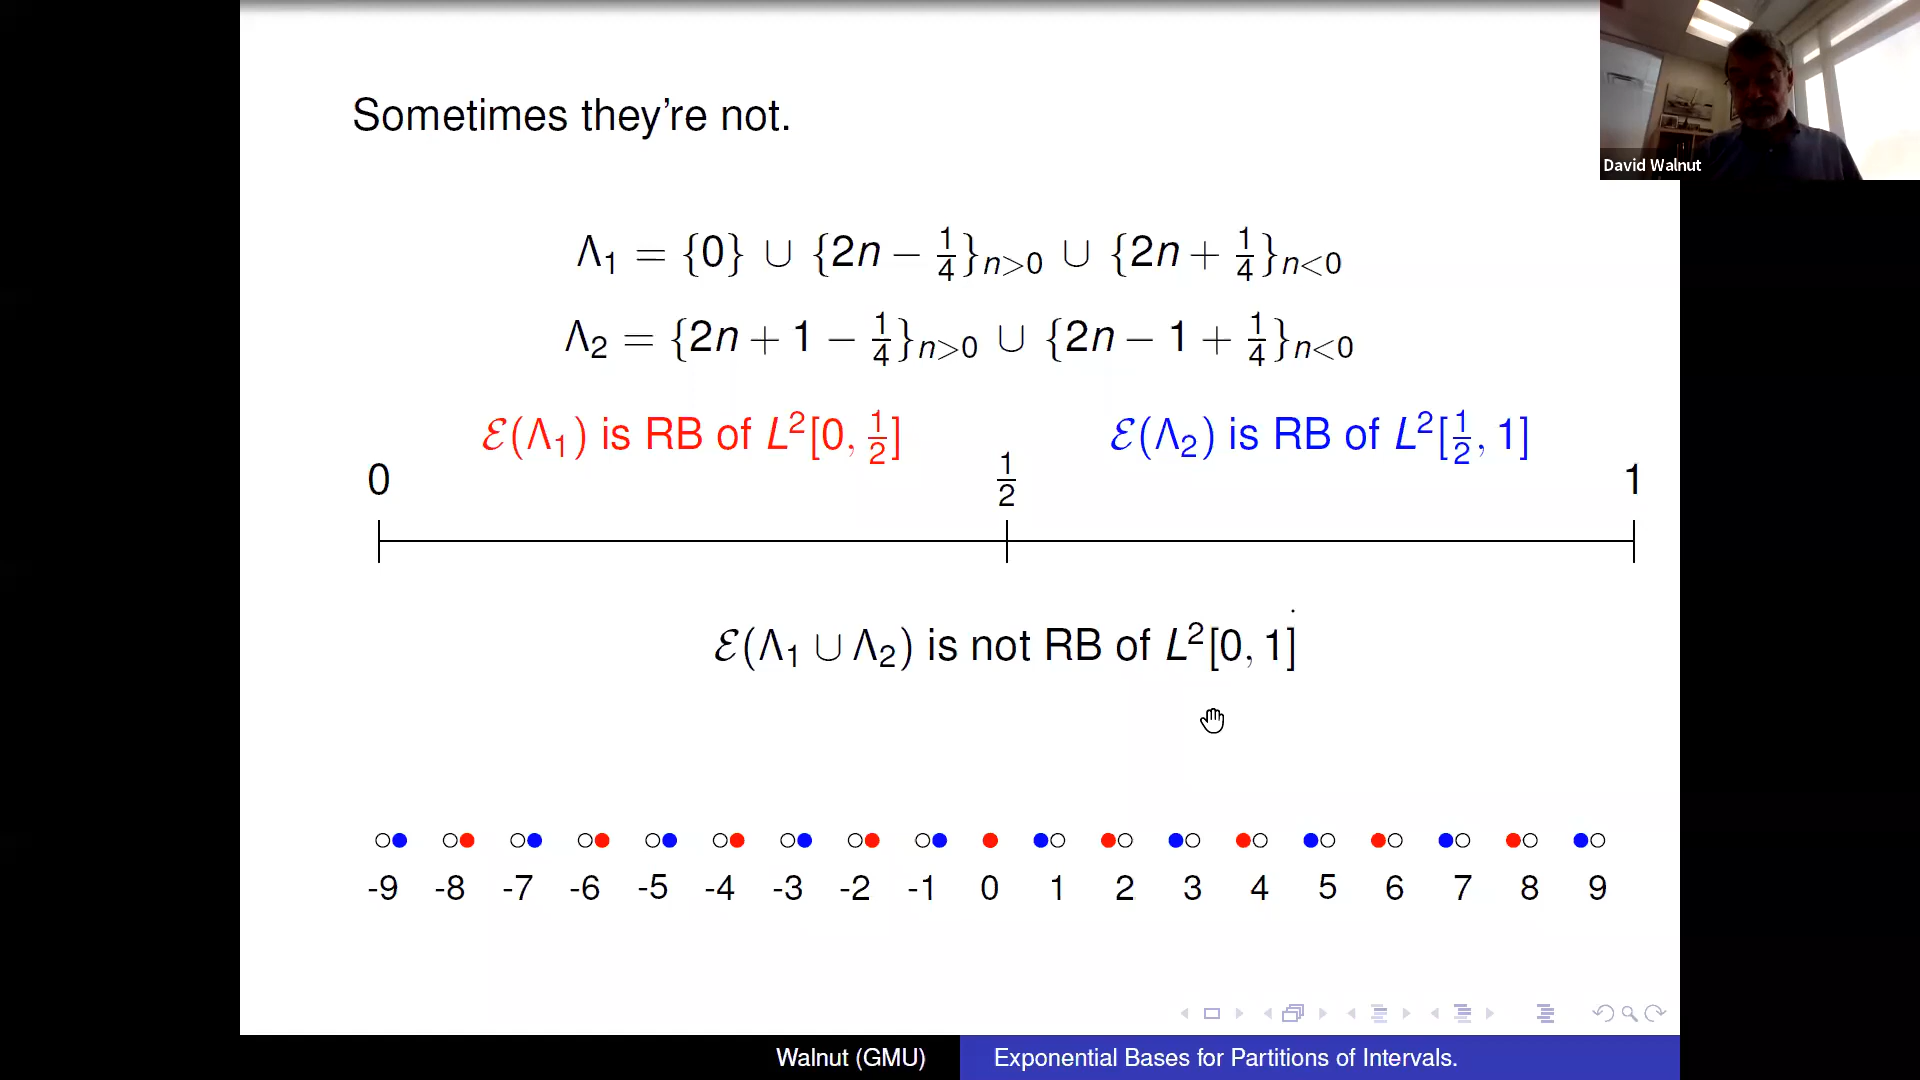 Sometimes they're not.
Λ₁ = {0} ∪ {2n − 1/4}ₙ>₀ ∪ {2n + 1/4}ₙ<₀
Λ₂ = {2n + 1 − 1/4}ₙ>₀ ∪ {2n − 1 + 1/4}ₙ<₀
ℰ(Λ₁) is RB of L²[0, 1/2] ℰ(Λ₂) is RB of L²[1/2, 1]
0 1/2 1
ℰ(Λ₁ ∪ Λ₂) is not RB of L²[0, 1]
-9 -8 -7 -6 -5 -4 -3 -2 -1 0 1 2 3 4 5 6 7 8 9
Walnut (GMU) Exponential Bases for Partitions of Intervals.
David Walnut